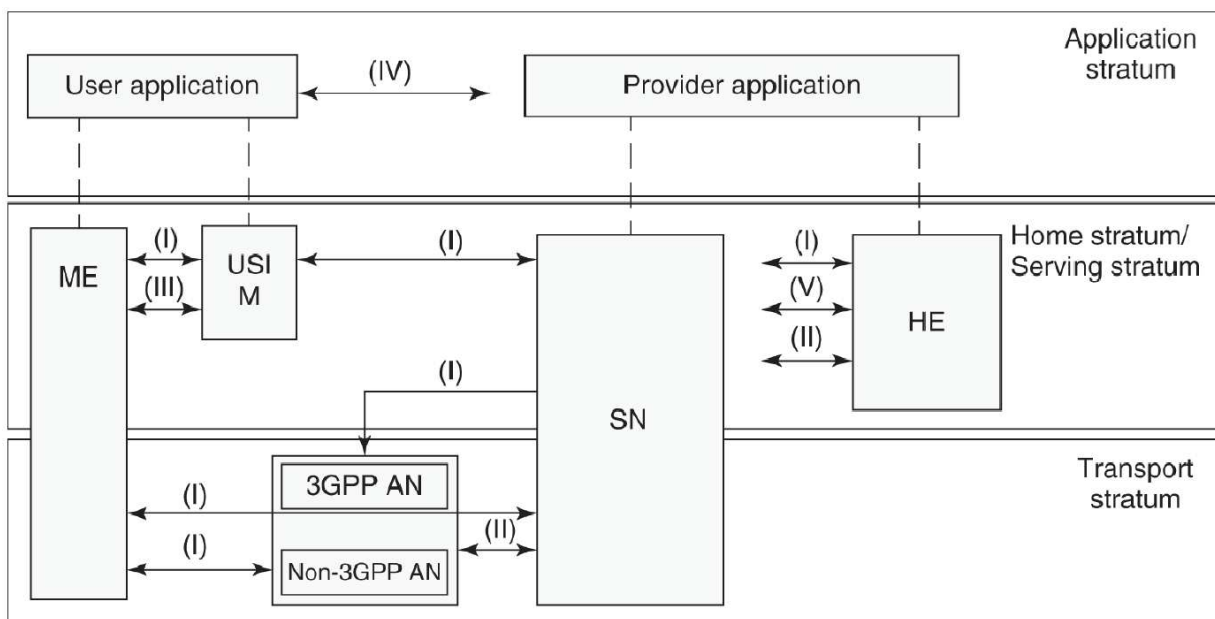 Application
stratum
User application
(IV)
Provider application
Home stratum/
Serving stratum
ME
(I)
(III)
USI
M
(I)
(I)
SN
(I)
(V)
(II)
HE
Transport
stratum
3GPP AN
(I)
(I)
(II)
Non-3GPP AN